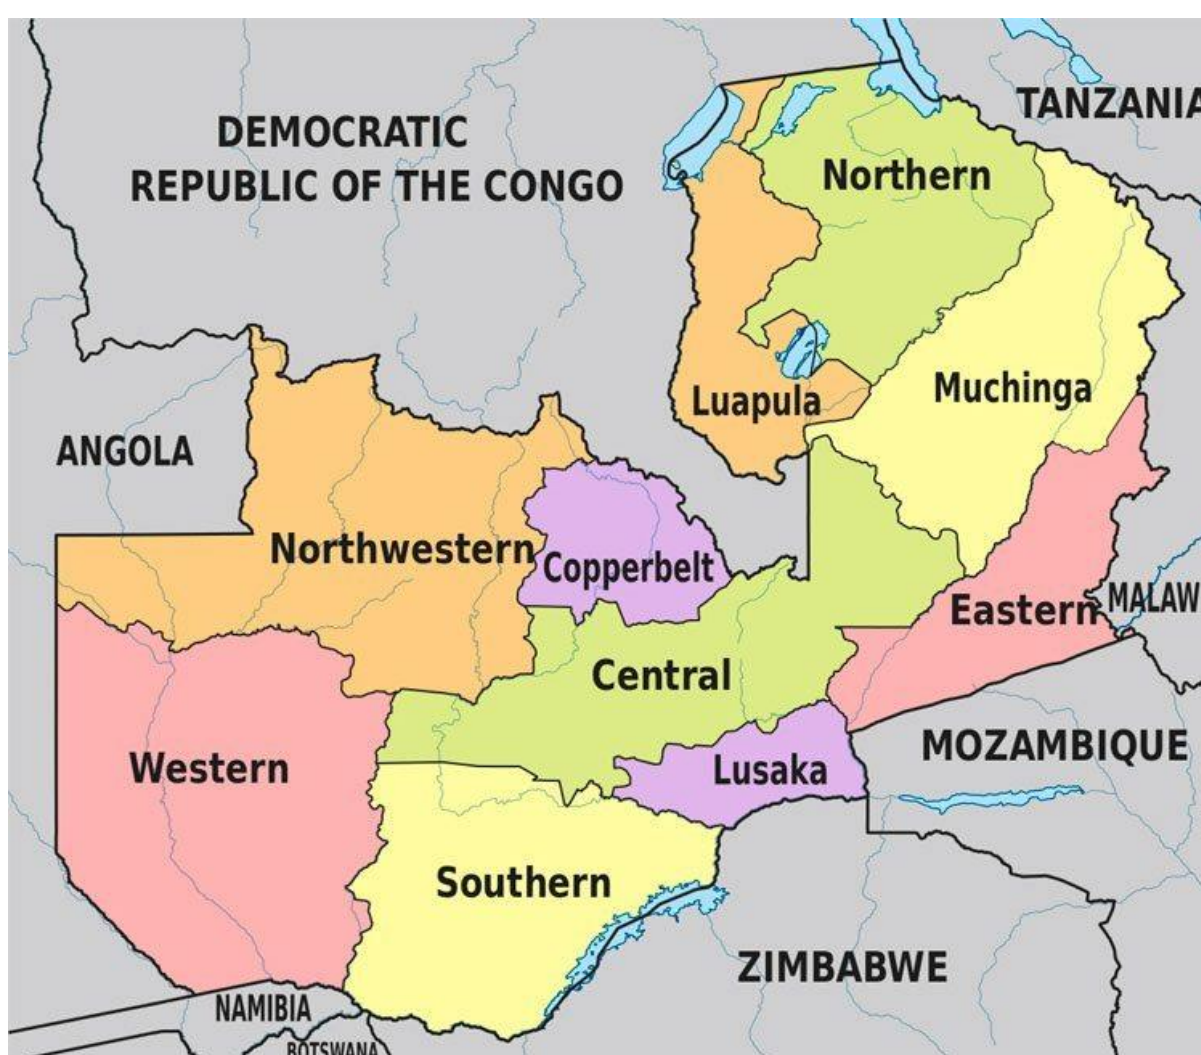 TANZANIA
DEMOCRATIC
REPUBLIC OF THE CONGO
Northern
Muchinga
Luapula
ANGOLA
Northwestern
Copperbelt
MALAW
Eastern
Central
MOZAMBIQUE
Western
Lusaka
Southern
ZIMBABWE
NAMIBIA
BOTSWANA